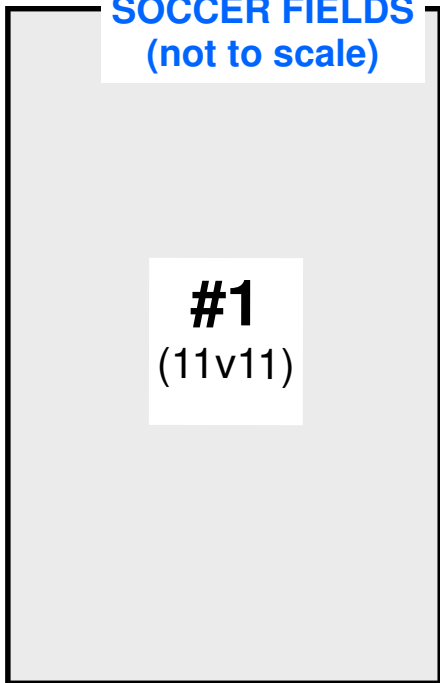 SOCCER FIELDS
(not to scale)
#1
(11v11)